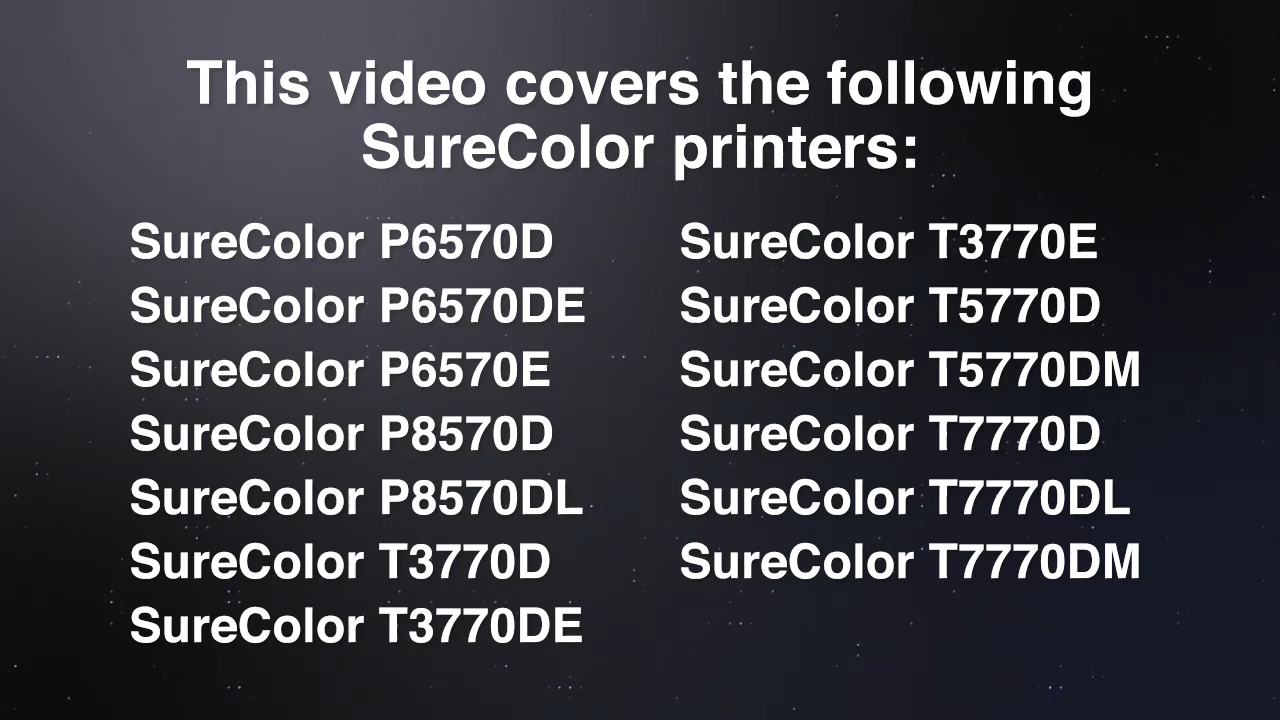 This video covers the following
SureColor printers:
SureColor P6570D
SureColor P6570DE
SureColor P6570E
SureColor P8570D
SureColor P8570DL
SureColor T3770D
SureColor T3770DE
SureColor T3770E
SureColor T5770D
SureColor T5770DM
SureColor T7770D
SureColor T7770DL
SureColor T7770DM